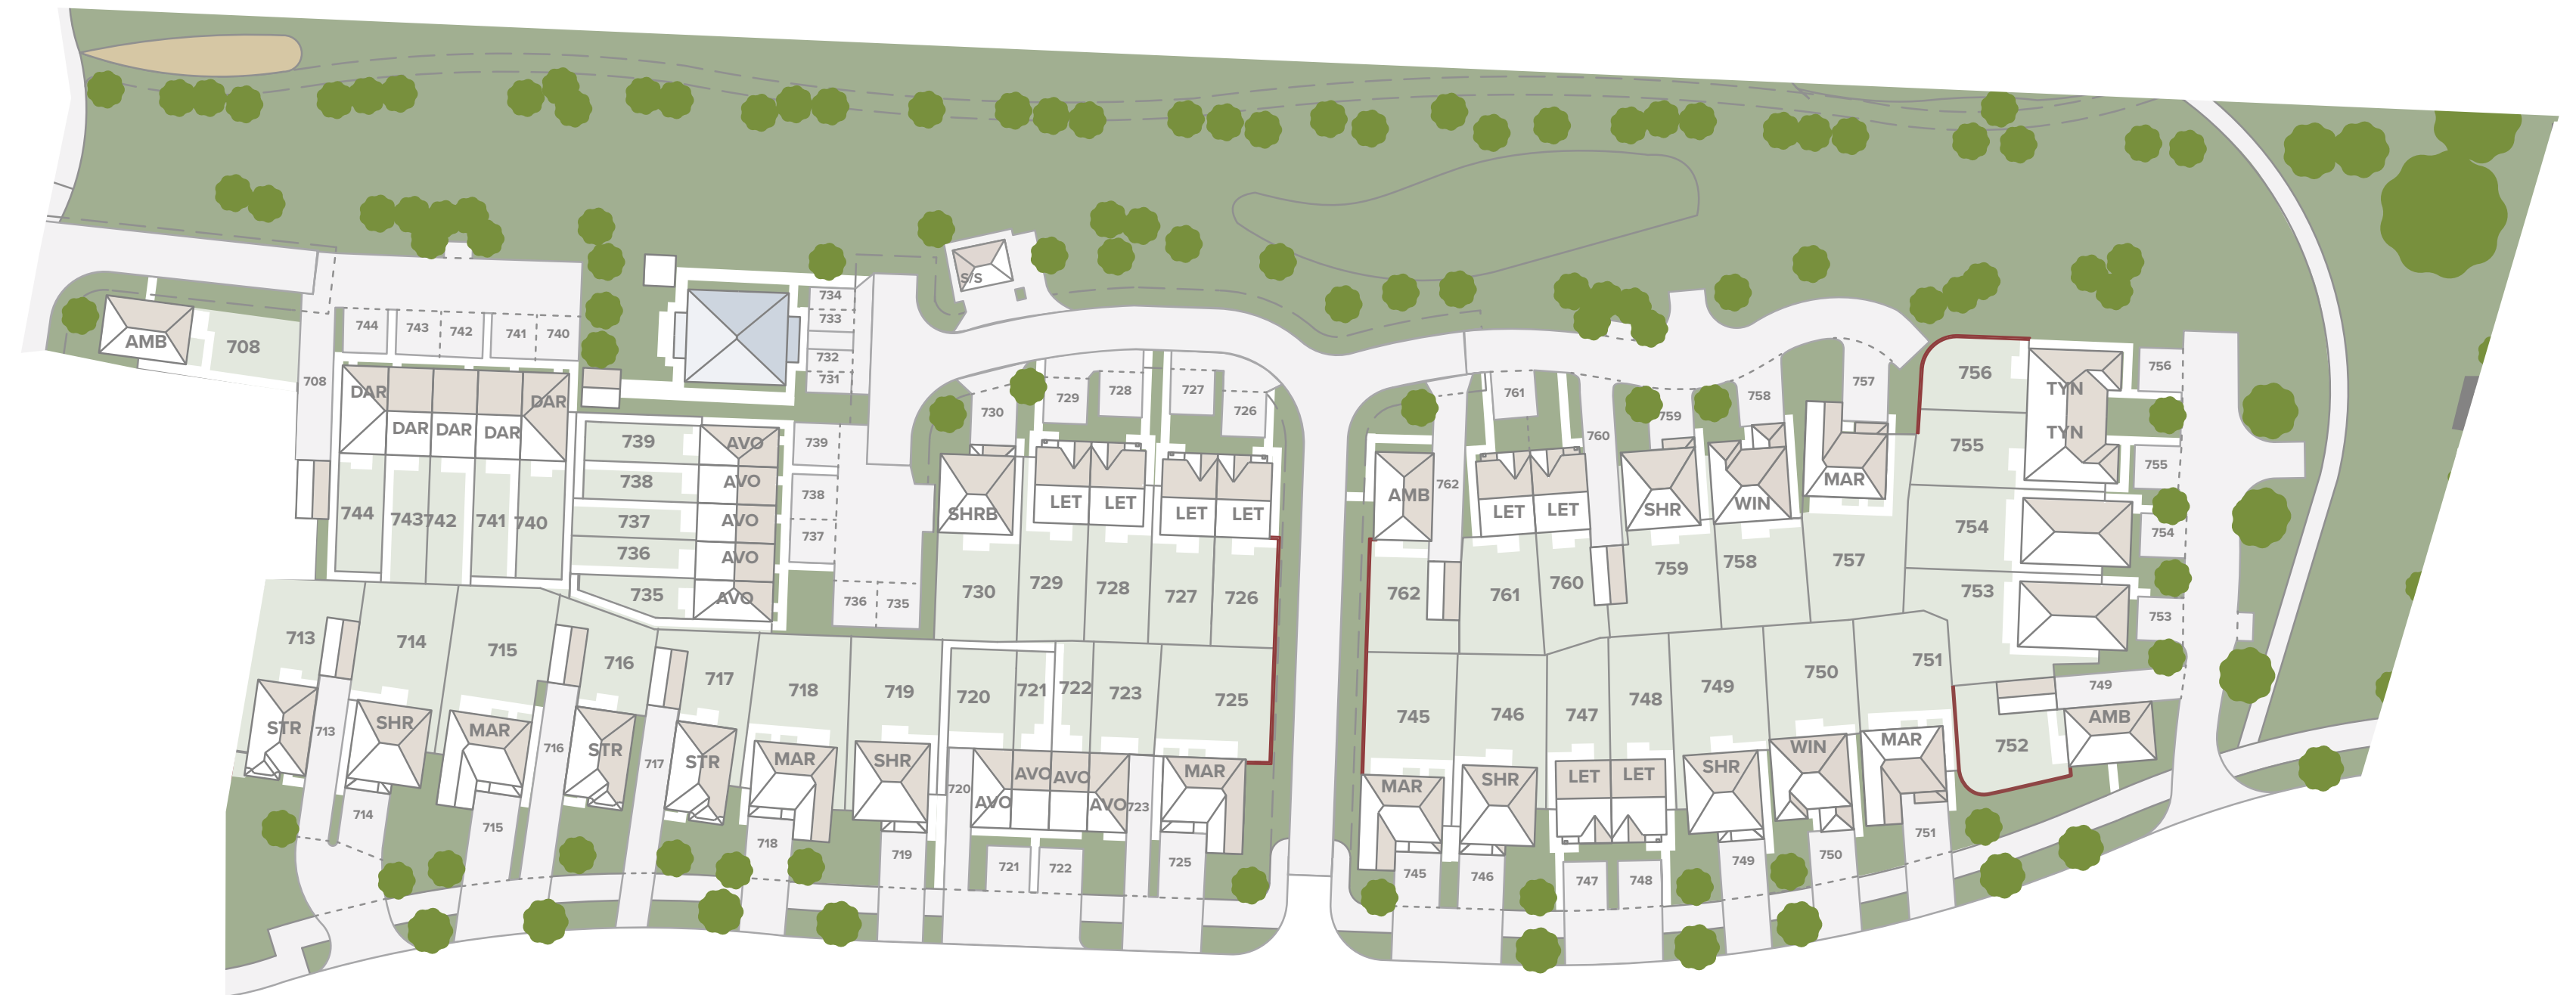 S/S
734
733
732
731
AMB
708
708
744
743
742
741
740
DAR
DAR
DAR
DAR
DAR
744
743
742
741
740
739
738
737
736
735
AVO
AVO
AVO
AVO
AVO
739
738
737
736
735
730
729
728
727
726
SHRB
LET
LET
LET
LET
730
729
728
727
726
761
760
759
758
757
AMB
762
LET
LET
SHR
WIN
MAR
762
761
760
759
758
757
756
755
754
753
TYN
TYN
756
755
754
753
749
AMB
752
713
714
715
716
717
718
719
720
721
722
723
725
STR
713
SHR
MAR
716
STR
717
STR
MAR
SHR
720
AVO
AVO
AVO
AVO
723
MAR
714
715
718
719
721
722
725
745
746
747
748
749
750
751
MAR
SHR
LET
LET
SHR
WIN
MAR
745
746
747
748
749
750
751